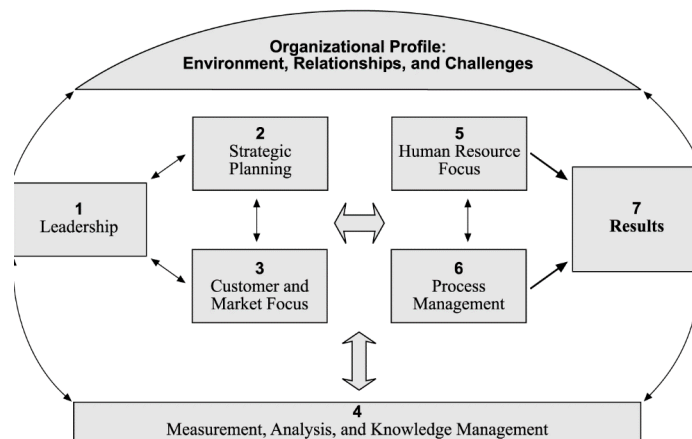 Organizational Profile:
Environment, Relationships, and Challenges
2
Strategic
Planning
5
Human Resource
Focus
1
Leadership
7
Results
3
Customer and
Market Focus
6
Process
Management
4
Measurement, Analysis, and Knowledge Management